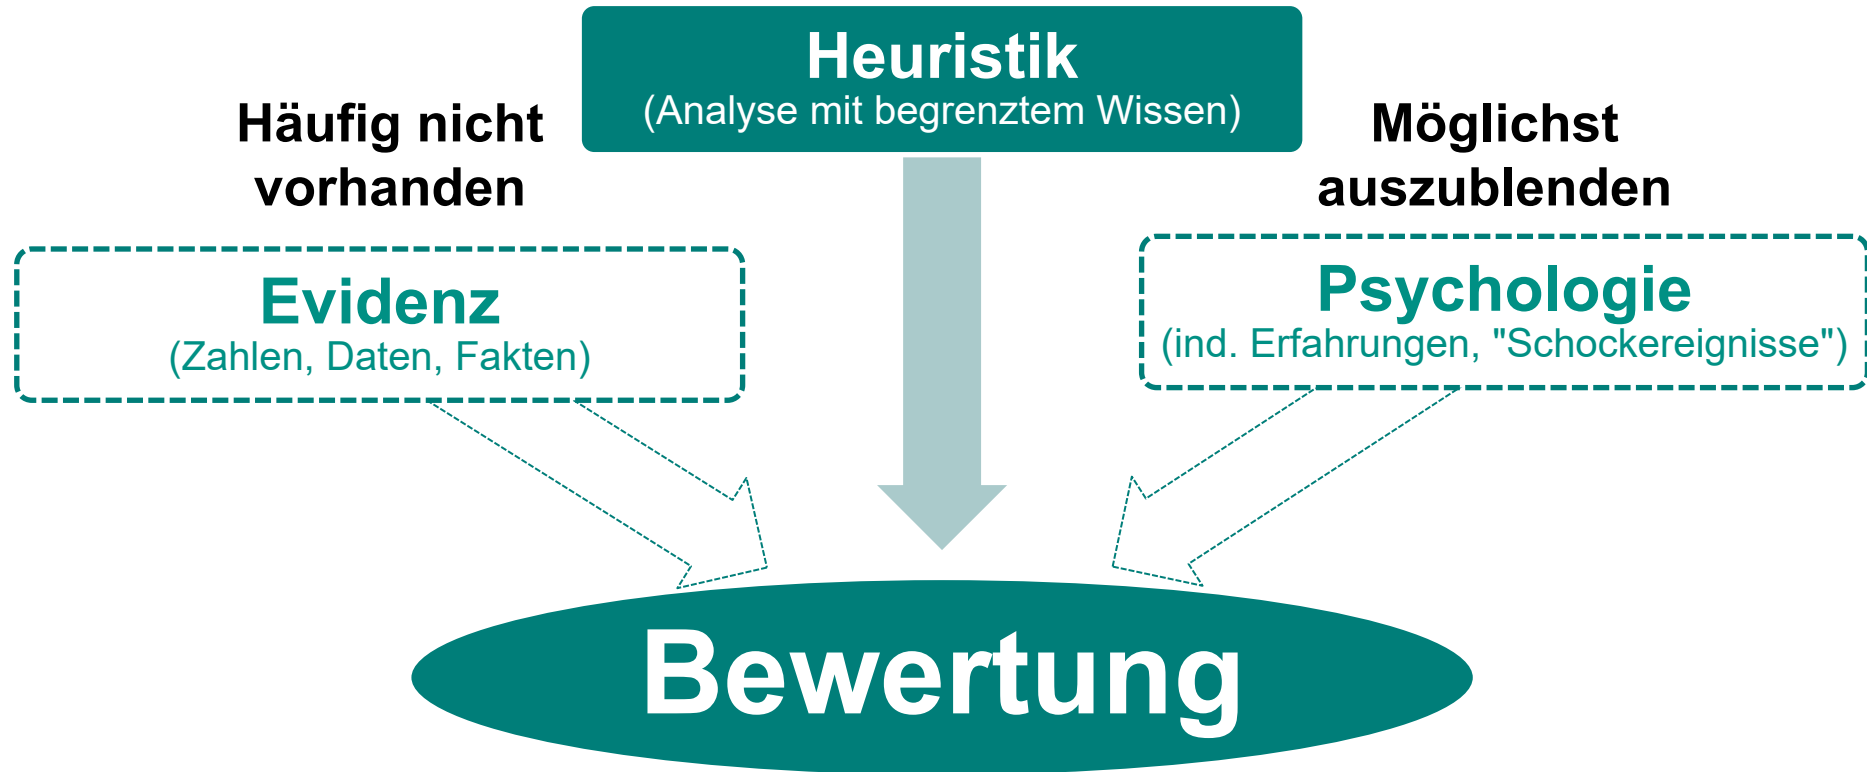 Heuristik
(Analyse mit begrenztem Wissen)
Häufig nicht
vorhanden
Möglichst
auszublenden
Evidenz
(Zahlen, Daten, Fakten)
Psychologie
(ind. Erfahrungen, "Schockereignisse")
Bewertung